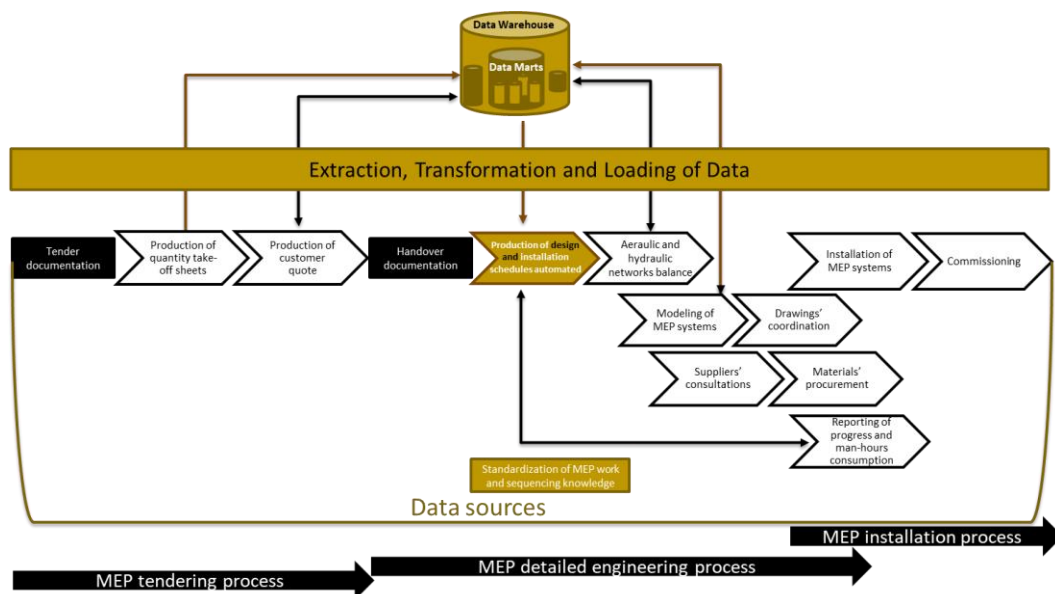 Data Warehouse
Data Marts
Extraction, Transformation and Loading of Data
Tender
documentation
Production of
quantity take-
off sheets
Production of
customer
quote
Handover
documentation
Production of design
and installation
schedules automated
Aeraulic and
hydraulic
networks balance
Installation of
MEP systems
Commissioning
Modeling of
MEP systems
Drawings'
coordination
Suppliers'
consultations
Materials'
procurement
Reporting of
progress and
man-hours
consumption
Standardization of MEP work
and sequencing knowledge
Data sources
MEP installation process
MEP detailed engineering process
MEP tendering process